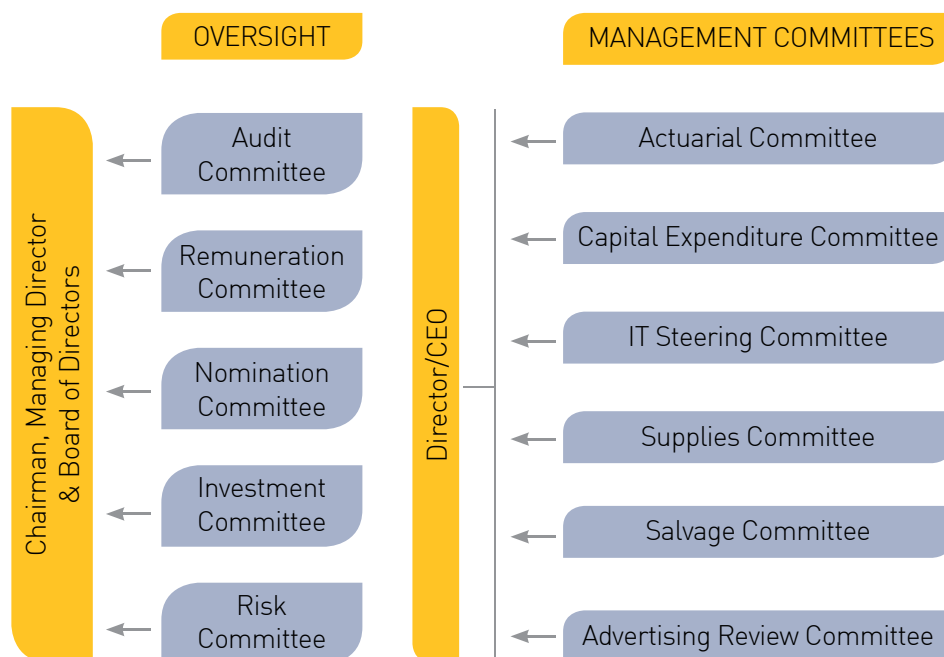 OVERSIGHT
Chairman, Managing Director
& Board of Directors
Audit
Committee
Remuneration
Committee
Nomination
Committee
Investment
Committee
Risk
Committee
Director/CEO
MANAGEMENT COMMITTEES
Actuarial Committee
Capital Expenditure Committee
IT Steering Committee
Supplies Committee
Salvage Committee
Advertising Review Committee